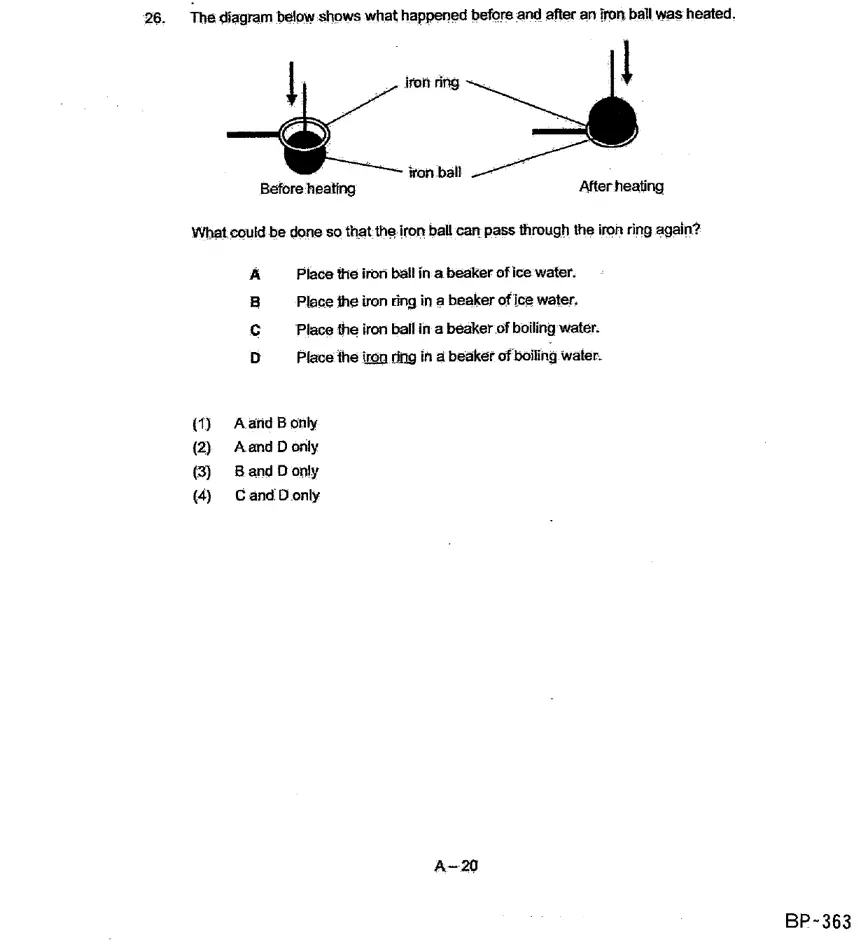 26. The diagram below shows what happened before and after an iron ball was heated.
iron ring
iron ball
Before heating
After heating
What could be done so that the iron ball can pass through the iron ring again?
A Place the iron ball in a beaker of ice water.
B Place the iron ring in a beaker of ice water.
C Place the iron ball in a beaker of boiling water.
D Place the iron ring in a beaker of boiling water.
(1) A and B only
(2) A and D only
(3) B and D only
(4) C and D only
A - 20
BP-363